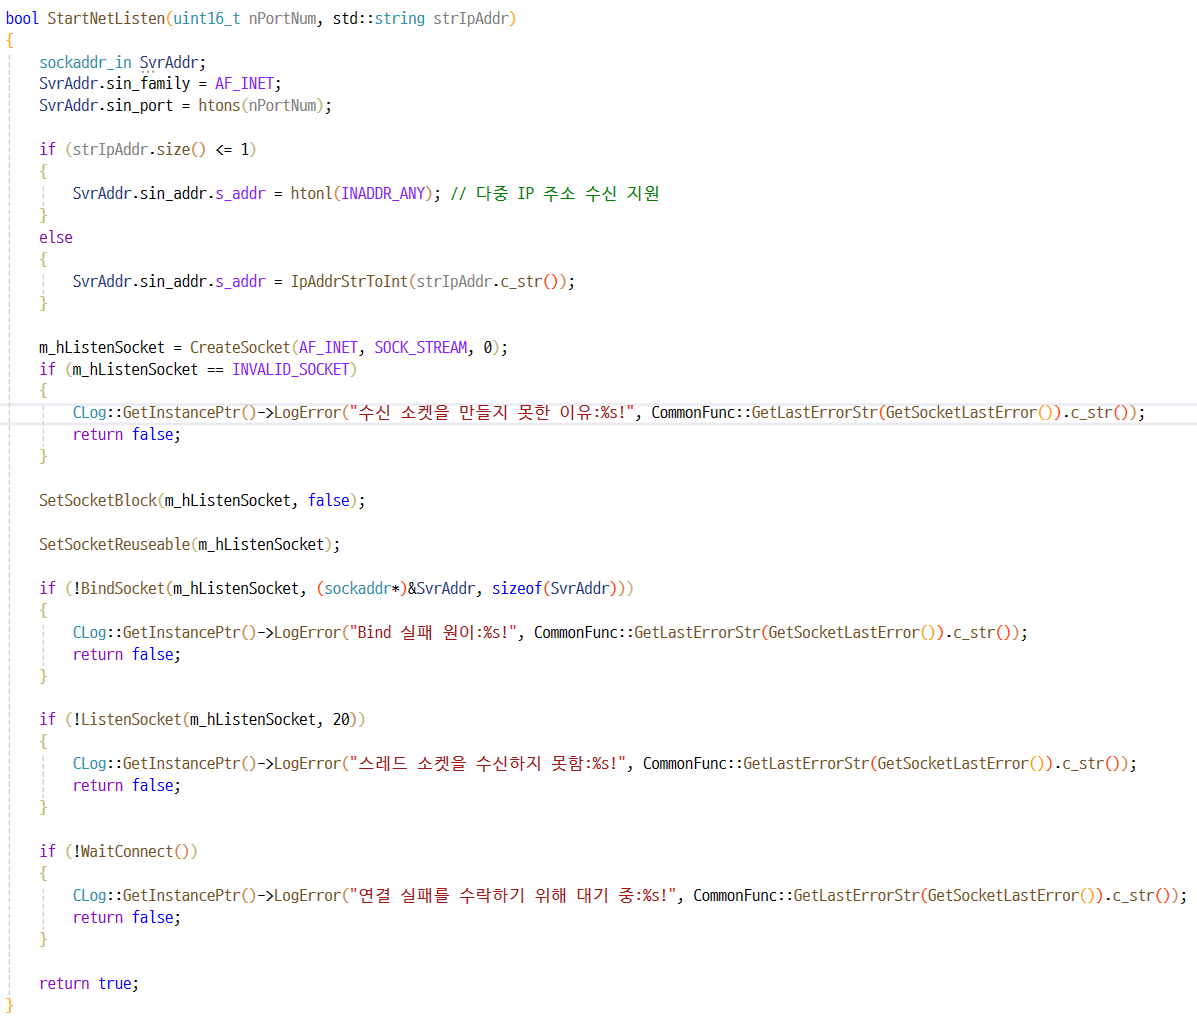 bool StartNetListen(uint16_t nPortNum, std::string strIpAddr)
{
    sockaddr_in SvrAddr;
    SvrAddr.sin_family = AF_INET;
    SvrAddr.sin_port = htons(nPortNum);

    if (strIpAddr.size() <= 1)
    {
        SvrAddr.sin_addr.s_addr = htonl(INADDR_ANY); // 다중 IP 주소 수신 지원
    }
    else
    {
        SvrAddr.sin_addr.s_addr = IpAddrStrToInt(strIpAddr.c_str());
    }

    m_hListenSocket = CreateSocket(AF_INET, SOCK_STREAM, 0);
    if (m_hListenSocket == INVALID_SOCKET)
    {
        CLog::GetInstancePtr()->LogError("수신 소켓을 만들지 못한 이유:%s!", CommonFunc::GetLastErrorStr(GetSocketLastError()).c_str());
        return false;
    }

    SetSocketBlock(m_hListenSocket, false);

    SetSocketReuseable(m_hListenSocket);

    if (!BindSocket(m_hListenSocket, (sockaddr*)&SvrAddr, sizeof(SvrAddr)))
    {
        CLog::GetInstancePtr()->LogError("Bind 실패 원이:%s!", CommonFunc::GetLastErrorStr(GetSocketLastError()).c_str());
        return false;
    }

    if (!ListenSocket(m_hListenSocket, 20))
    {
        CLog::GetInstancePtr()->LogError("스레드 소켓을 수신하지 못함:%s!", CommonFunc::GetLastErrorStr(GetSocketLastError()).c_str());
        return false;
    }

    if (!WaitConnect())
    {
        CLog::GetInstancePtr()->LogError("연결 실패를 수락하기 위해 대기 중:%s!", CommonFunc::GetLastErrorStr(GetSocketLastError()).c_str());
        return false;
    }

    return true;
}